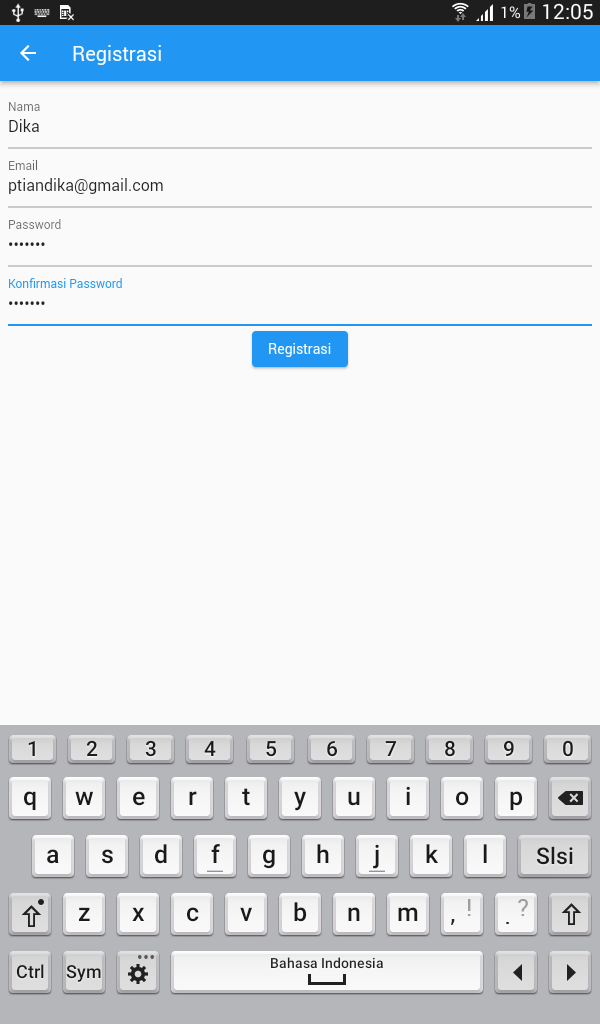 1% 12:05
Registrasi
Nama
Dika
Email
ptiandika@gmail.com
Password
•••••••
Konfirmasi Password
•••••••
Registrasi
1 2 3 4 5 6 7 8 9 0
q w e r t y u i o p
a s d f g h j k l Slsi
z x c v b n m , ! . ?
Ctrl Sym Bahasa Indonesia